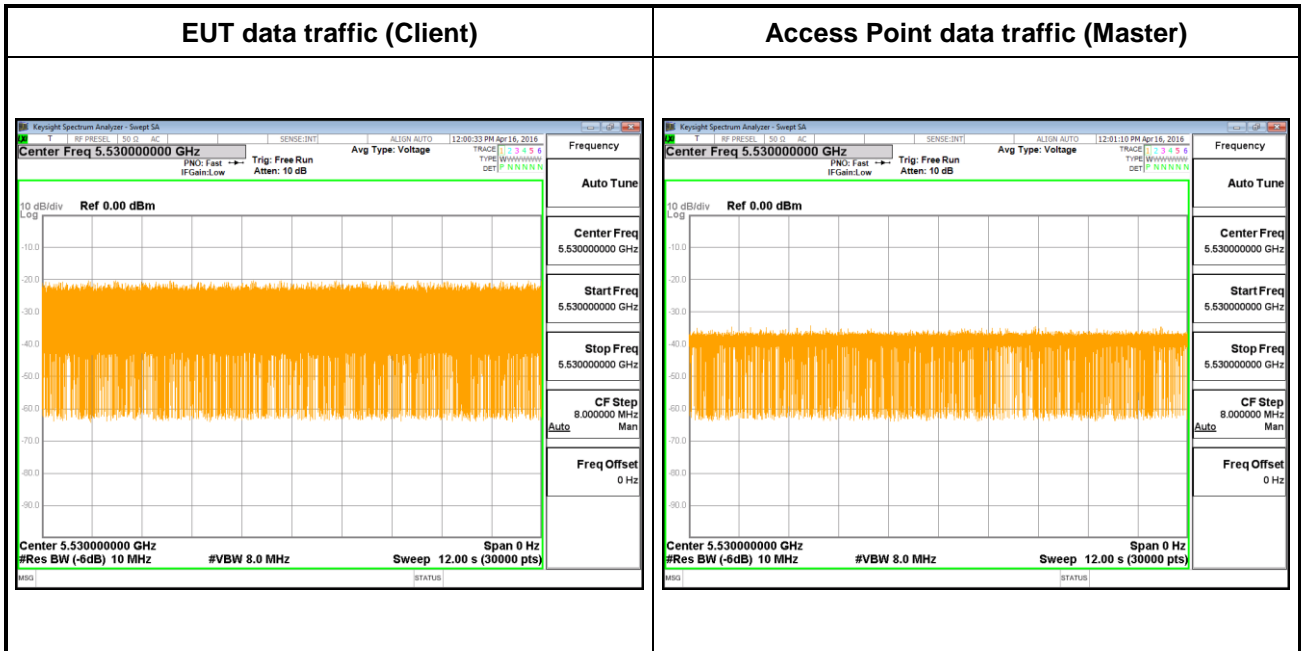 EUT data traffic (Client)
Access Point data traffic (Master)
Keysight Spectrum Analyzer - Swept SA
T RF PRESEL 50 Ω AC SENSE:INT ALIGN AUTO 12:00:33 PM Apr 16, 2016
Center Freq 5.530000000 GHz
PNO: Fast
IFGain:Low
Trig: Free Run
Atten: 10 dB
Avg Type: Voltage
TRACE 1 2 3 4 5 6
TYPE WWWWWW
DET P N N N N N
Frequency
Auto Tune
Center Freq
5.530000000 GHz
Start Freq
5.530000000 GHz
Stop Freq
5.530000000 GHz
CF Step
8.000000 MHz
Auto Man
Freq Offset
0 Hz
10 dB/div Ref 0.00 dBm
Log
-10.0
-20.0
-30.0
-40.0
-50.0
-60.0
-70.0
-80.0
-90.0
Center 5.530000000 GHz Span 0 Hz
#Res BW (-6dB) 10 MHz #VBW 8.0 MHz Sweep 12.00 s (30000 pts)
MSG STATUS
Keysight Spectrum Analyzer - Swept SA
T RF PRESEL 50 Ω AC SENSE:INT ALIGN AUTO 12:01:10 PM Apr 16, 2016
Center Freq 5.530000000 GHz
PNO: Fast
IFGain:Low
Trig: Free Run
Atten: 10 dB
Avg Type: Voltage
TRACE 1 2 3 4 5 6
TYPE WWWWWW
DET P N N N N N
Frequency
Auto Tune
Center Freq
5.530000000 GHz
Start Freq
5.530000000 GHz
Stop Freq
5.530000000 GHz
CF Step
8.000000 MHz
Auto Man
Freq Offset
0 Hz
10 dB/div Ref 0.00 dBm
Log
-10.0
-20.0
-30.0
-40.0
-50.0
-60.0
-70.0
-80.0
-90.0
Center 5.530000000 GHz Span 0 Hz
#Res BW (-6dB) 10 MHz #VBW 8.0 MHz Sweep 12.00 s (30000 pts)
MSG STATUS